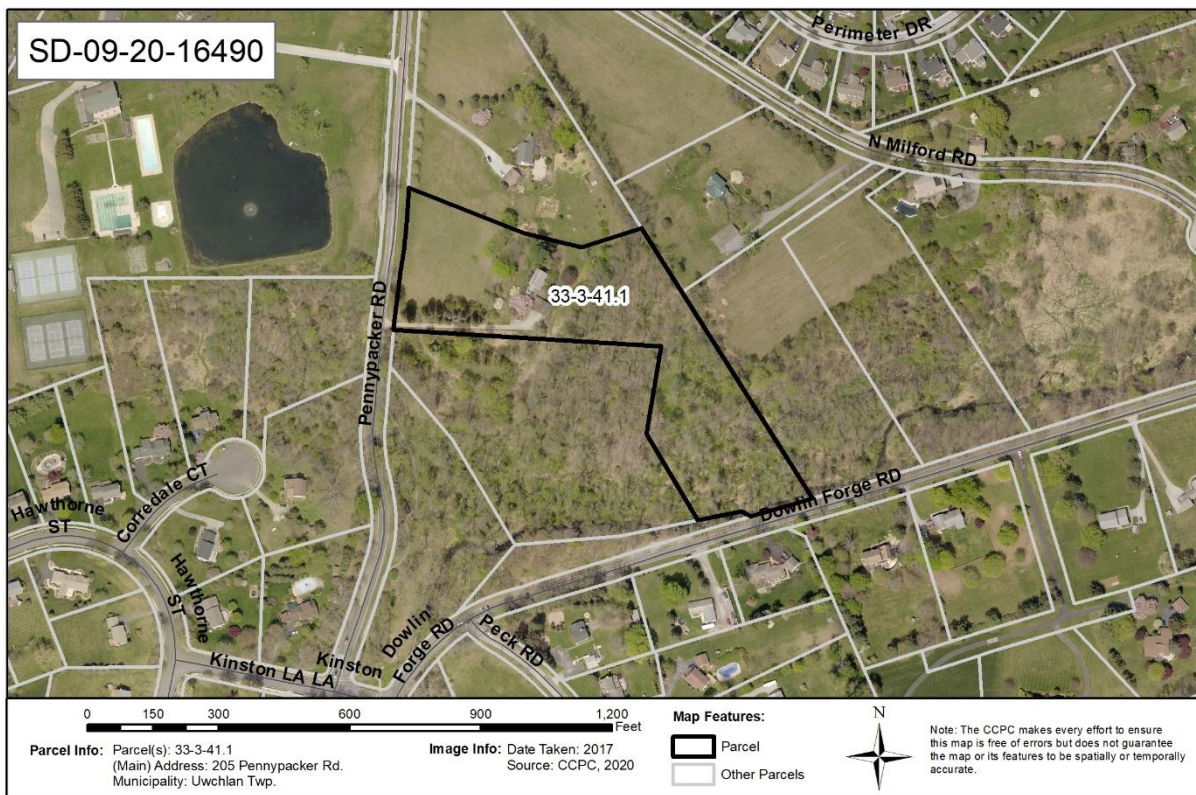 SD-09-20-16490
Perimeter DR
N Milford RD
33-3-41.1
Pennypacker RD
Dowlin Forge RD
Hawthorne
ST
Corredale CT
Hawthorne
ST
Kinston LA LA
Kinston
Dowlin
Forge RD
Peck RD
0 150 300 600 900 1,200
Feet
Parcel Info: Parcel(s): 33-3-41.1
(Main) Address: 205 Pennypacker Rd.
Municipality: Uwchlan Twp.
Image Info: Date Taken: 2017
Source: CCPC, 2020
Map Features:
Parcel
Other Parcels
N
Note: The CCPC makes every effort to ensure
this map is free of errors but does not guarantee
the map or its features to be spatially or temporally
accurate.